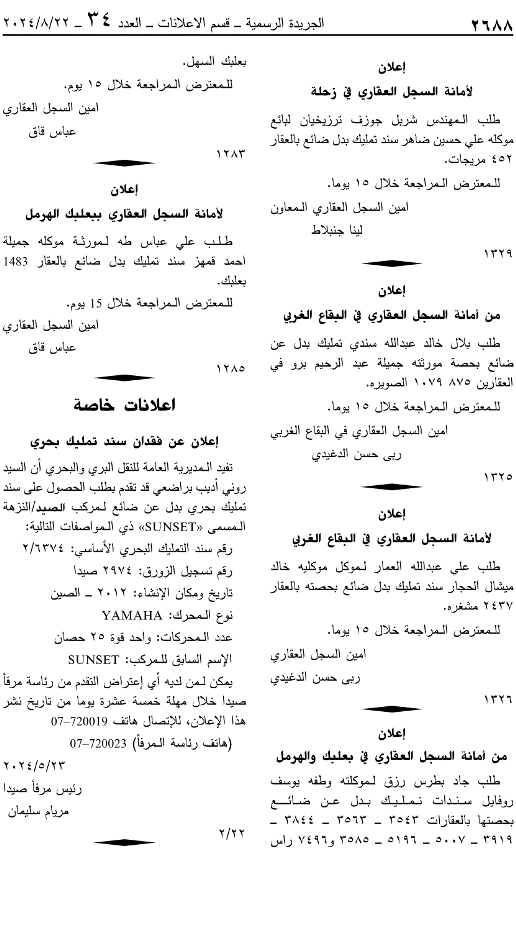 ٢٦٨٨
الجريدة الرسمية ــ قسم الاعلانات ــ العدد ٣٤ ــ ٢٠٢٤/٨/٢٢
إعلان
لأمانة السجل العقاري في زحلة
طلب المهندس شربل جوزف ترزيخيان لبائع
موكله علي حسين ضاهر سند تمليك بدل ضائع بالعقار
٤٥٢ مريجات.
للمعترض المراجعة خلال ١٥ يوما.
امين السجل العقاري المعاون
لينا جنبلاط
١٣٢٩
إعلان
من أمانة السجل العقاري في البقاع الغربي
طلب بلال خالد عبدالله سندي تمليك بدل عن
ضائع بحصة مورثته جميلة عبد الرحيم برو في
العقارين ٨٧٥ ١٠٧٩ الصويره.
للمعترض المراجعة خلال ١٥ يوما.
امين السجل العقاري في البقاع الغربي
ربى حسن الدغيدي
١٣٢٥
إعلان
لأمانة السجل العقاري في البقاع الغربي
طلب علي عبدالله العمار لموكل موكليه خالد
ميشال الحجار سند تمليك بدل ضائع بحصته بالعقار
٢٤٣٧ مشغره.
للمعترض المراجعة خلال ١٥ يوما.
امين السجل العقاري
ربى حسن الدغيدي
١٣٢٦
إعلان
من أمانة السجل العقاري في بعلبك والهرمل
طلب جاد بطرس رزق لموكلته وطفه يوسف
روفايل سندات تمليك بدل عن ضائع
بحصتها بالعقارات ٣٥٤٣ ــ ٣٥٦٣ ــ ٣٨٤٤ ــ
٣٩١٩ ــ ٥٠٠٧ ــ ٥١٩٦ ــ ٣٥٨٥ و٧٤٩٦ راس
بعلبك السهل.
للمعترض المراجعة خلال ١٥ يوم.
امين السجل العقاري
عباس قاق
١٢٨٣
إعلان
لأمانة السجل العقاري ببعلبك الهرمل
طلب علي عباس طه لمورثة موكله جميلة
احمد قمهز سند تمليك بدل ضائع بالعقار 1483
بعلبك.
للمعترض المراجعة خلال 15 يوم.
امين السجل العقاري
عباس قاق
١٢٨٥
اعلانات خاصة
إعلان عن فقدان سند تمليك بحري
تفيد المديرية العامة للنقل البري والبحري أن السيد
روني أديب براضعي قد تقدم بطلب الحصول على سند
تمليك بحري بدل عن ضائع لمركب الصيد/النزهة
المسمى «SUNSET» ذي المواصفات التالية:
رقم سند التمليك البحري الأساسي: ٢/٦٣٧٤
رقم تسجيل الزورق: ٢٩٧٤ صيدا
تاريخ ومكان الإنشاء: ٢٠١٢ ــ الصين
نوع المحرك: YAMAHA
عدد المحركات: واحد قوة ٢٥ حصان
الإسم السابق للمركب: SUNSET
يمكن لمن لديه أي إعتراض التقدم من رئاسة مرفأ
صيدا خلال مهلة خمسة عشرة يوما من تاريخ نشر
هذا الإعلان، للإتصال هاتف 720019–07
(هاتف رئاسة المرفأ) 720023–07
٢٠٢٤/٥/٢٣
رئيس مرفأ صيدا
مريام سليمان
٢/٢٢